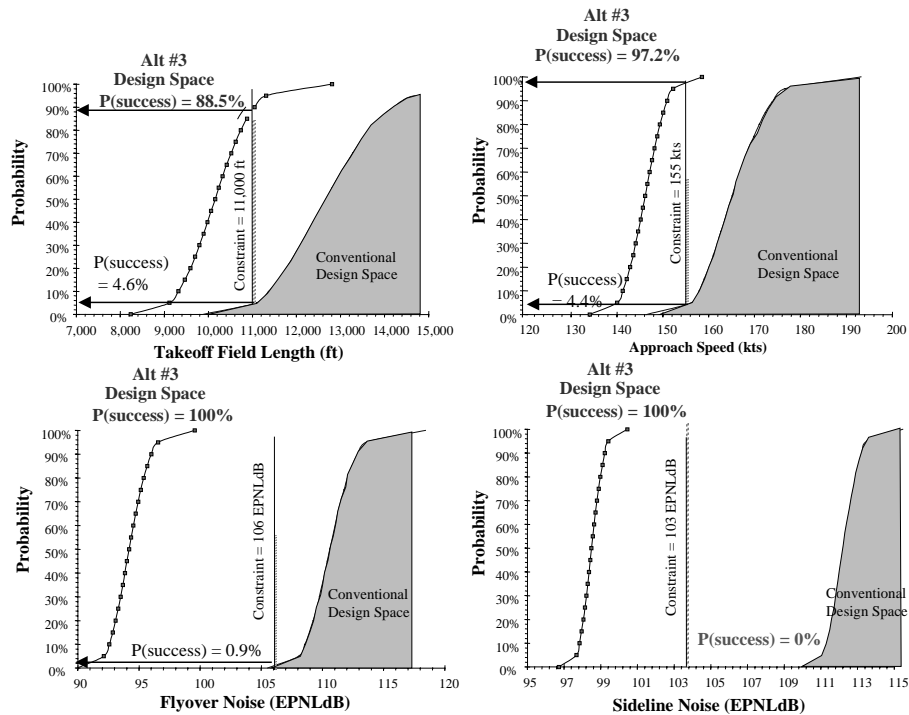 Alt #3
Design Space
P(success) = 88.5%
100%
90%
80%
70%
60%
50%
40%
30%
20%
10%
0%
Probability
Constraint = 11,000 ft
P(success)
= 4.6%
Conventional
Design Space
7,000 8,000 9,000 10,000 11,000 12,000 13,000 14,000 15,000
Takeoff Field Length (ft)
Alt #3
Design Space
P(success) = 97.2%
100%
90%
80%
70%
60%
50%
40%
30%
20%
10%
0%
Probability
Constraint = 155 kts
P(success)
= 4.4%
Conventional
Design Space
120 130 140 150 160 170 180 190 200
Approach Speed (kts)
Alt #3
Design Space
P(success) = 100%
100%
90%
80%
70%
60%
50%
40%
30%
20%
10%
0%
Probability
Constraint = 106 EPNLdB
P(success) = 0.9%
Conventional
Design Space
90 95 100 105 110 115 120
Flyover Noise (EPNLdB)
Alt #3
Design Space
P(success) = 100%
100%
90%
80%
70%
60%
50%
40%
30%
20%
10%
0%
Probability
Constraint = 103 EPNLdB
P(success) = 0%
Conventional
Design Space
95 97 99 101 103 105 107 109 111 113 115
Sideline Noise (EPNLdB)